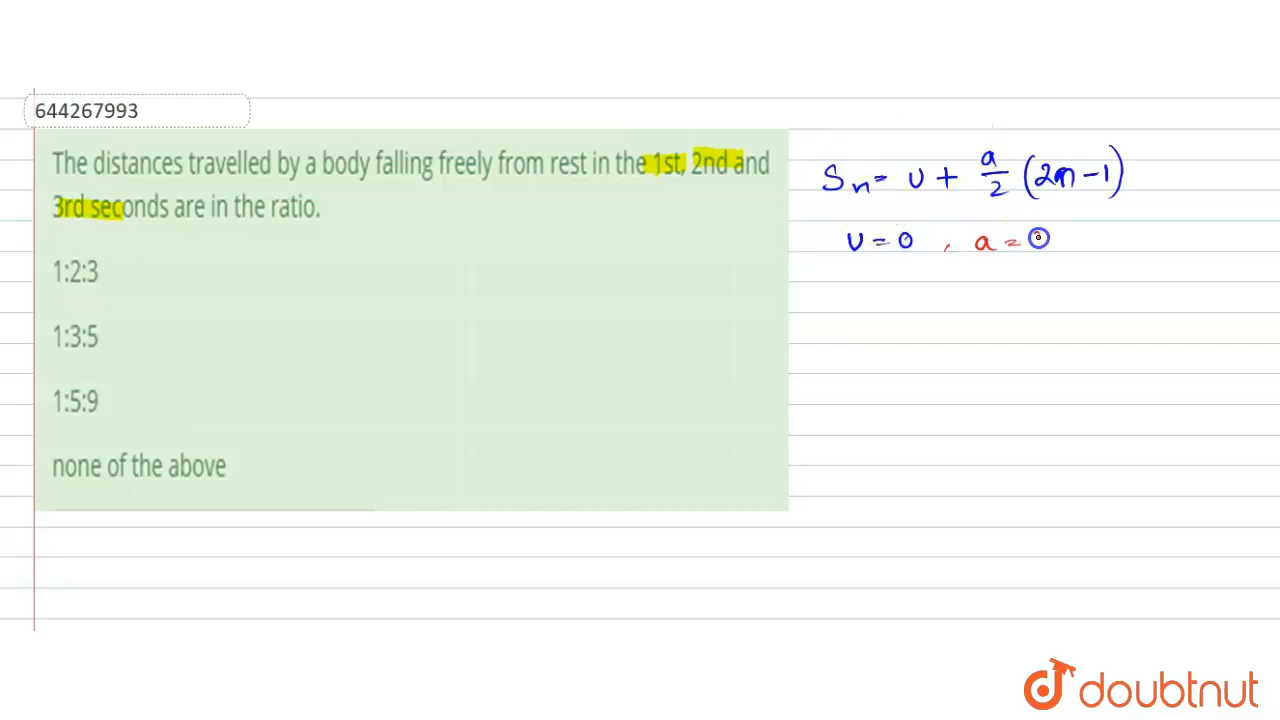 644267993
The distances travelled by a body falling freely from rest in the 1st, 2nd and
3rd seconds are in the ratio.
1:2:3
1:3:5
1:5:9
none of the above
Sn = u + a/2 (2n-1)
u = 0 , a =
doubtnut